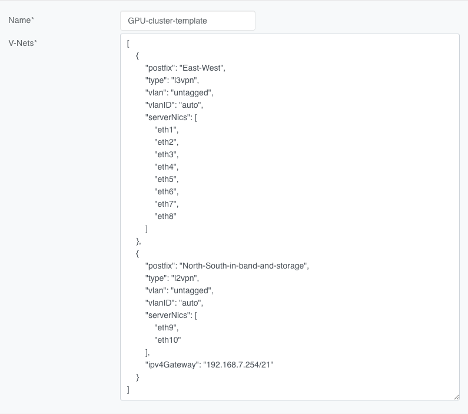 Name*
GPU-cluster-template
V-Nets*
[
{
"postfix": "East-West",
"type": "l3vpn",
"vlan": "untagged",
"vlanID": "auto",
"serverNics": [
"eth1",
"eth2",
"eth3",
"eth4",
"eth5",
"eth6",
"eth7",
"eth8"
]
},
{
"postfix": "North-South-in-band-and-storage",
"type": "l2vpn",
"vlan": "untagged",
"vlanID": "auto",
"serverNics": [
"eth9",
"eth10"
],
"ipv4Gateway": "192.168.7.254/21"
}
]